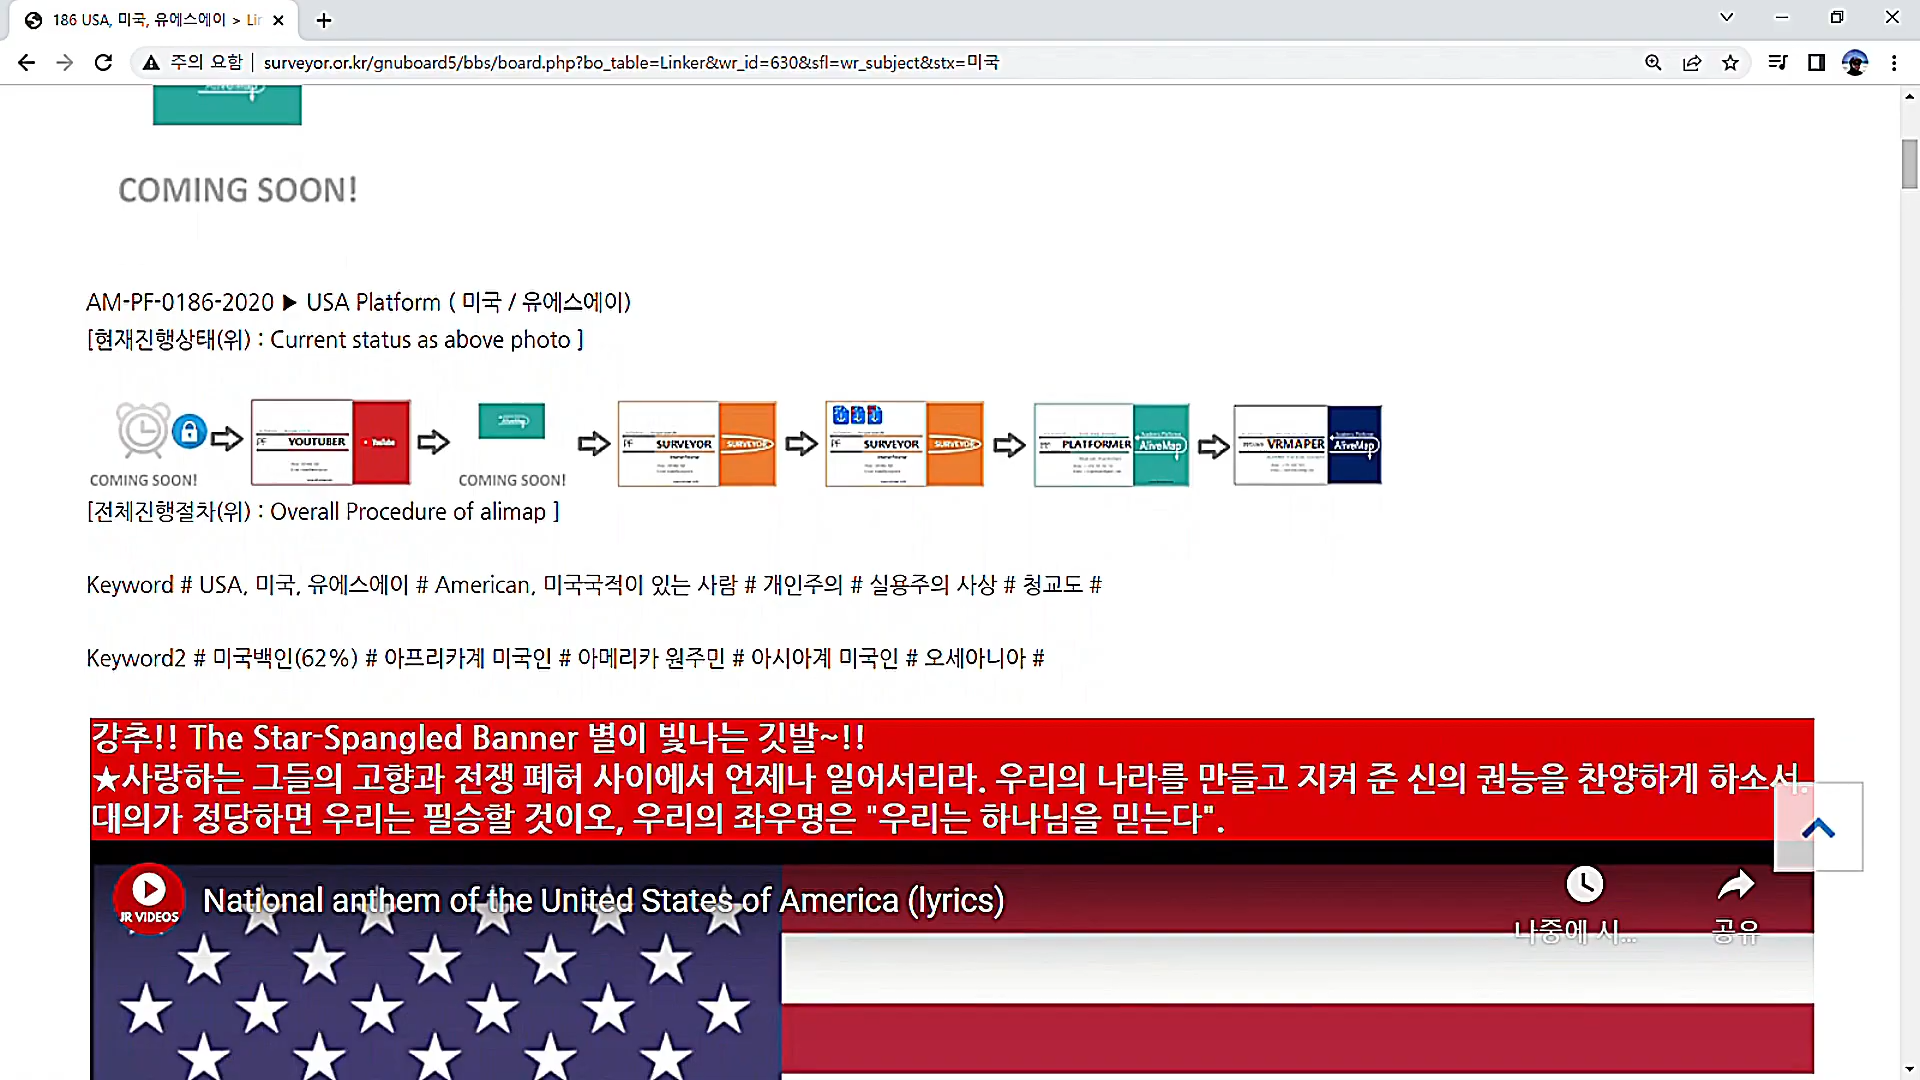 186 USA, 미국, 유에스에이 > Lin
주의 요함
surveyor.or.kr/gnuboard5/bbs/board.php?bo_table=Linker&wr_id=630&sfl=wr_subject&stx=미국
COMING SOON!
AM-PF-0186-2020 ▶ USA Platform ( 미국 / 유에스에이)
[현재진행상태(위) : Current status as above photo ]
PF YOUTUBER YouTube PF SURVEYOR SURVEYOR PF SURVEYOR SURVEYOR PLATFORMER AliveMap VRMAPER AliveMap
COMING SOON! COMING SOON!
[전체진행절차(위) : Overall Procedure of alimap ]
Keyword # USA, 미국, 유에스에이 # American, 미국국적이 있는 사람 # 개인주의 # 실용주의 사상 # 청교도 #
Keyword2 # 미국백인(62%) # 아프리카계 미국인 # 아메리카 원주민 # 아시아계 미국인 # 오세아니아 #
강추!! The Star-Spangled Banner 별이 빛나는 깃발~!!
★사랑하는 그들의 고향과 전쟁 폐허 사이에서 언제나 일어서리라. 우리의 나라를 만들고 지켜 준 신의 권능을 찬양하게 하소서.
대의가 정당하면 우리는 필승할 것이오, 우리의 좌우명은 "우리는 하나님을 믿는다".
JR VIDEOS
National anthem of the United States of America (lyrics)
나중에 시...
공유